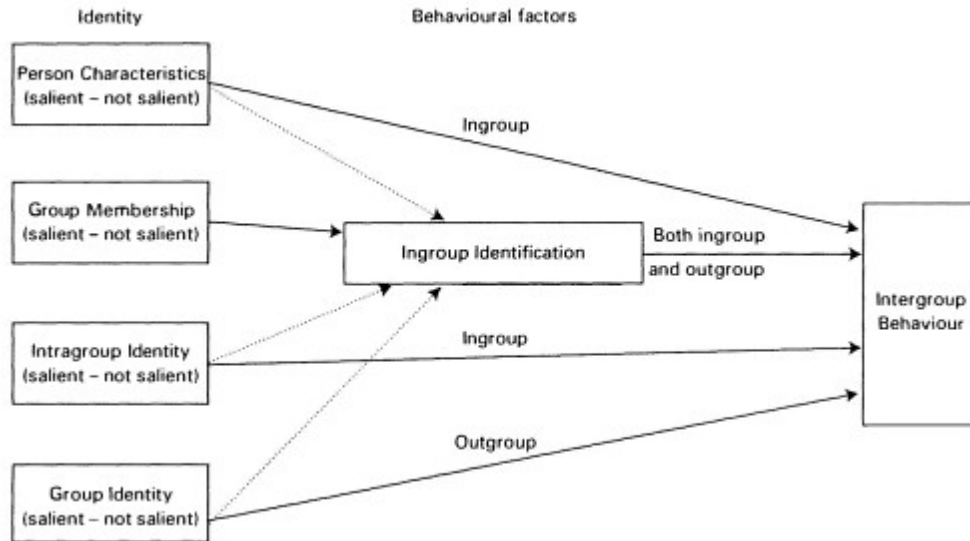 Identity
Behavioural factors
Person Characteristics
(salient – not salient)
Ingroup
Group Membership
(salient – not salient)
Ingroup Identification
Both ingroup
and outgroup
Intergroup
Behaviour
Intragroup Identity
(salient – not salient)
Ingroup
Outgroup
Group Identity
(salient – not salient)